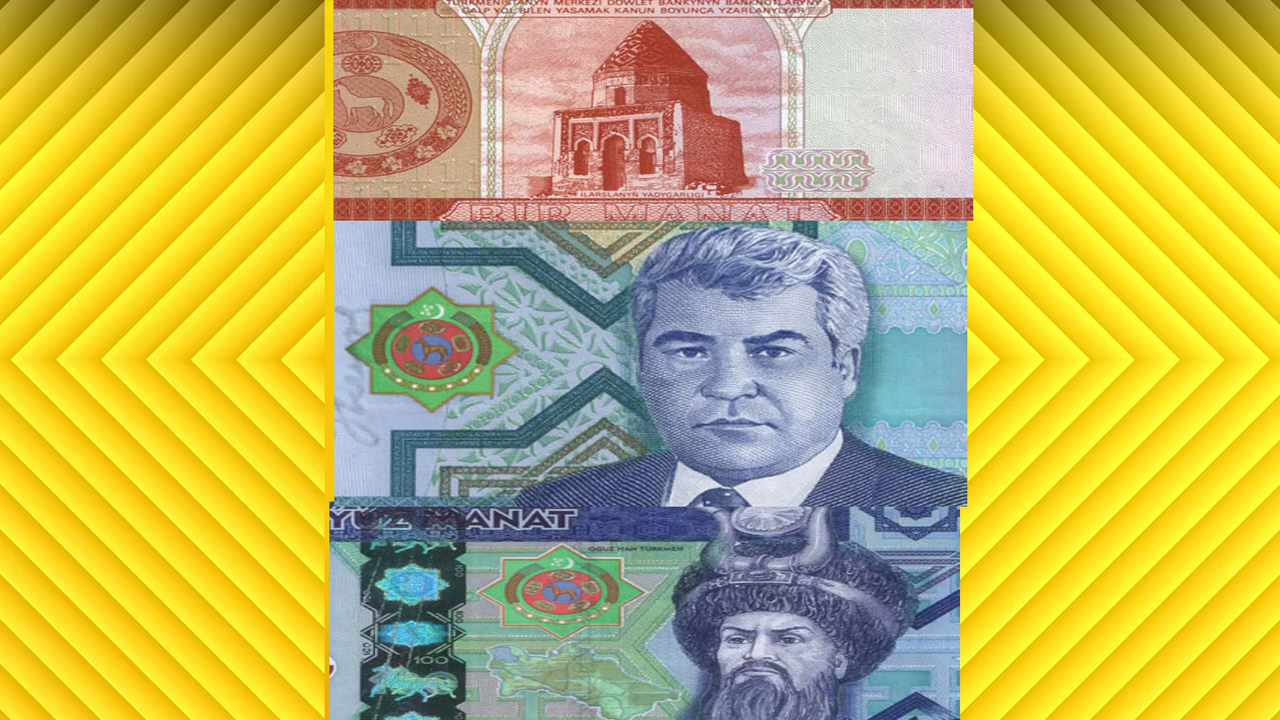 TÜRKMENISTANYŇ MERKEZI DÖWLET BANKYNYŇ BANKNOTLARYNY
GALP ÝOL BILEN ÝASAMAK KANUN BOÝUNÇA YZARLANYLÝAR
ILARSLANYŇ ÝADYGÄRLIGI
BIR MANAT
ÝÜZ MANAT
OGUZ HAN TÜRKMEN
100